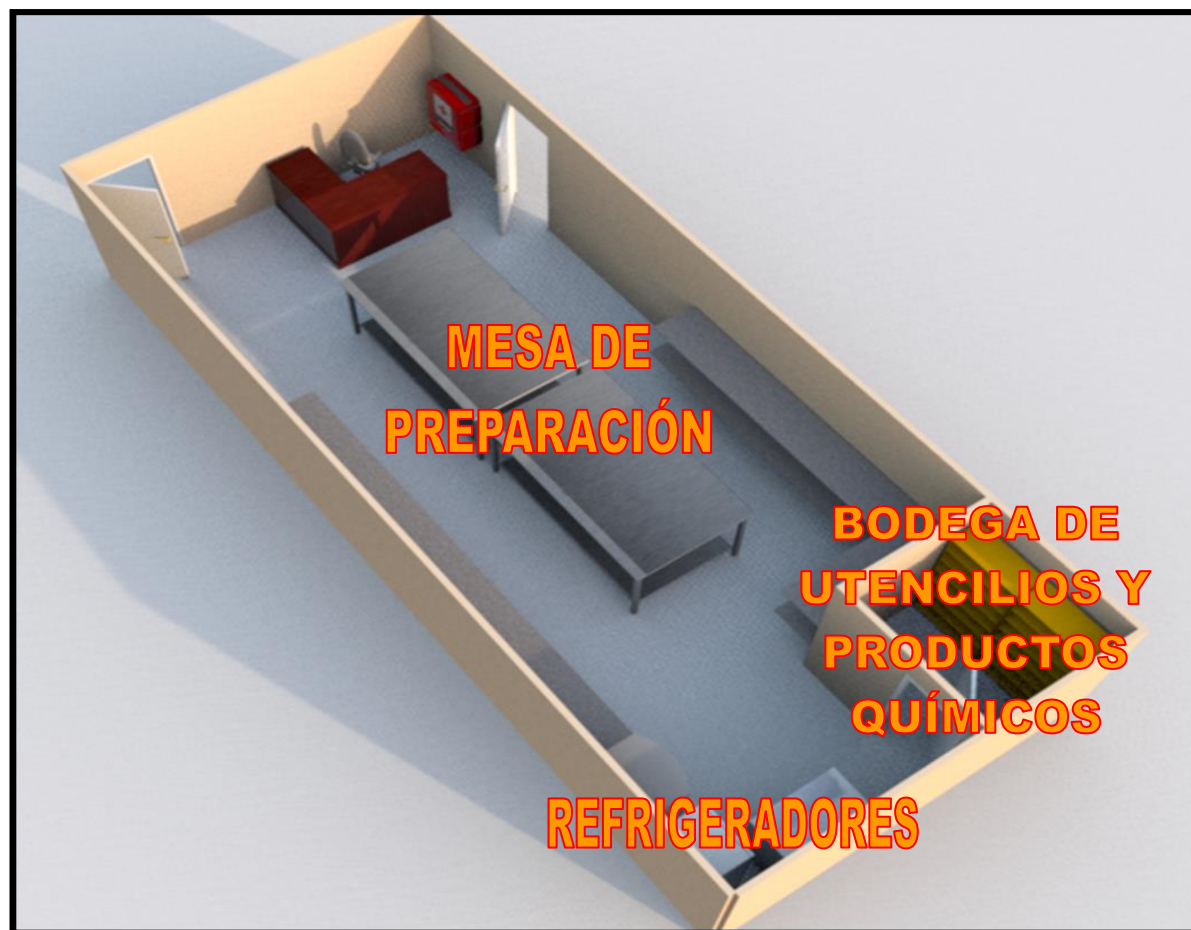 MESA DE
PREPARACIÓN
BODEGA DE
UTENCILIOS Y
PRODUCTOS
QUÍMICOS
REFRIGERADORES